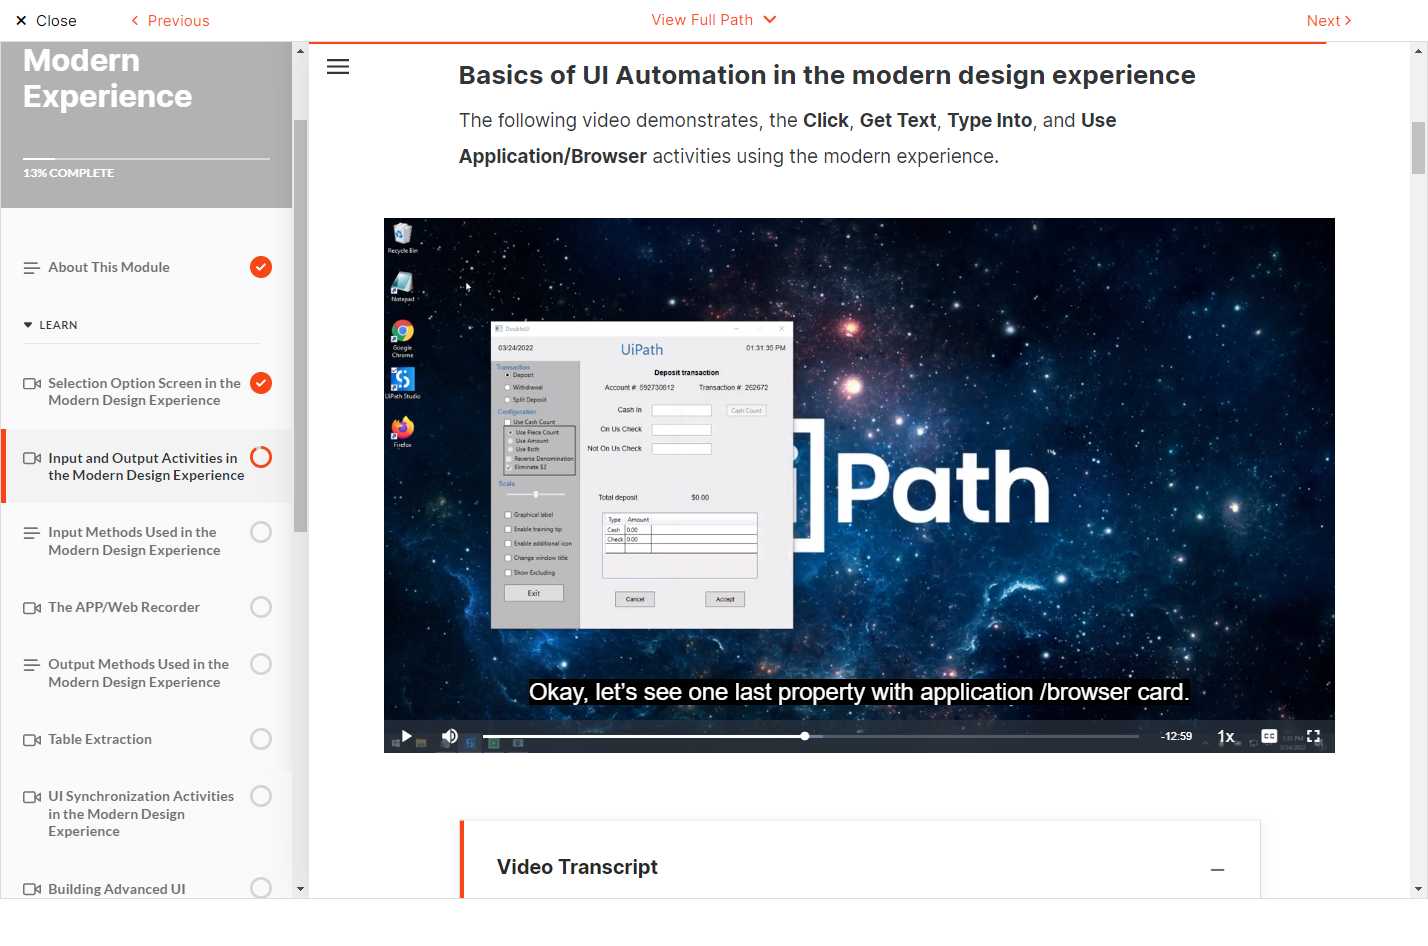 Close
Previous
View Full Path
Next
Modern
Experience
13% COMPLETE
About This Module
LEARN
Selection Option Screen in the
Modern Design Experience
Input and Output Activities in
the Modern Design Experience
Input Methods Used in the
Modern Design Experience
The APP/Web Recorder
Output Methods Used in the
Modern Design Experience
Table Extraction
UI Synchronization Activities
in the Modern Design
Experience
Building Advanced UI
Basics of UI Automation in the modern design experience
The following video demonstrates, the Click, Get Text, Type Into, and Use
Application/Browser activities using the modern experience.
Recycle Bin
Notepad
Google
Chrome
UiPath Studio
Firefox
DoubleUI
03/24/2022
UiPath
01:31:35 PM
Transaction
Deposit
Withdrawal
Split Deposit
Configuration
Use Cash Count
Use Piece Count
Use Amount
Use Both
Reverse Denomination
Eliminate $2
Scale
Graphical label
Enable training tip
Enable additional icon
Change window title
Show Excluding
Exit
Deposit transaction
Account #: 592730812 Transaction #: 262672
Cash In
Cash Count
On Us Check
Not On Us Check
Total deposit $0.00
Type Amount
Cash 0.00
Check 0.00
Cancel
Accept
Path
Okay, let's see one last property with application /browser card.
-12:59
1x
CC
Video Transcript